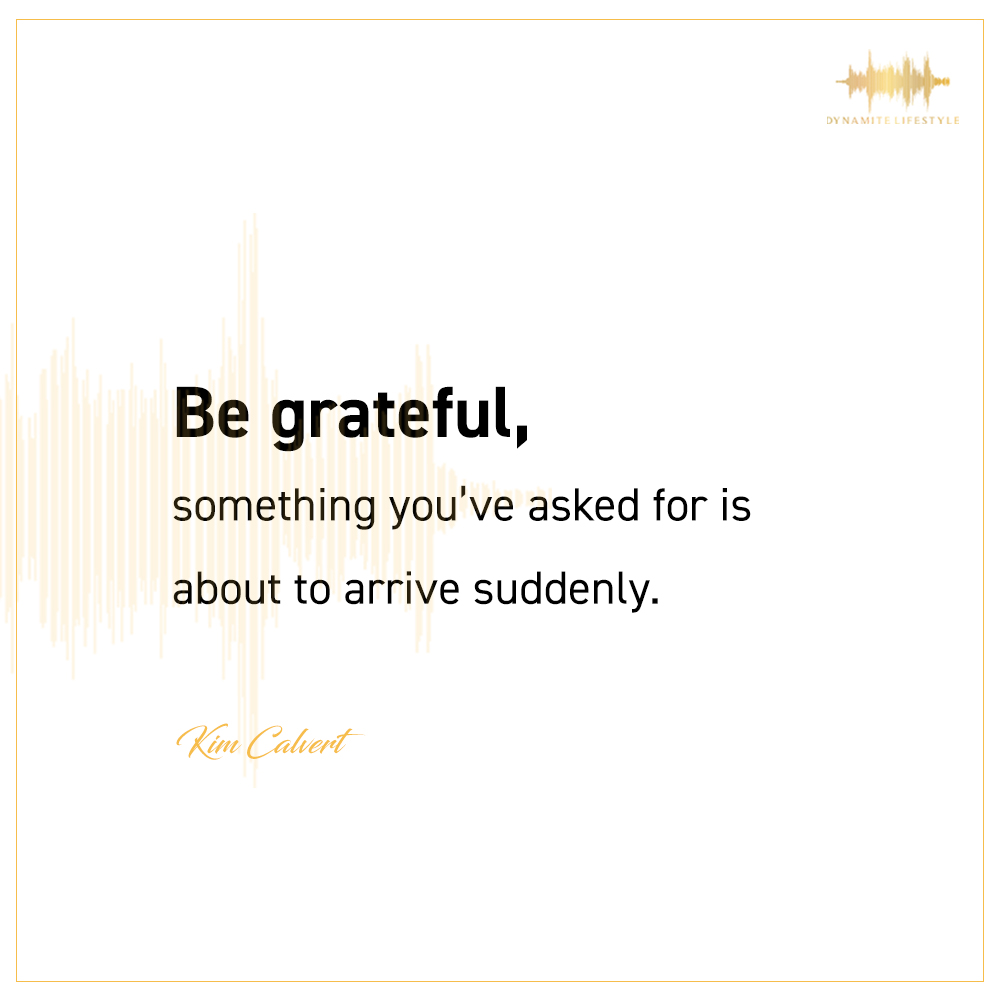 DYNAMITE LIFESTYLE
Be grateful,
something you've asked for is
about to arrive suddenly.
Kim Calvert